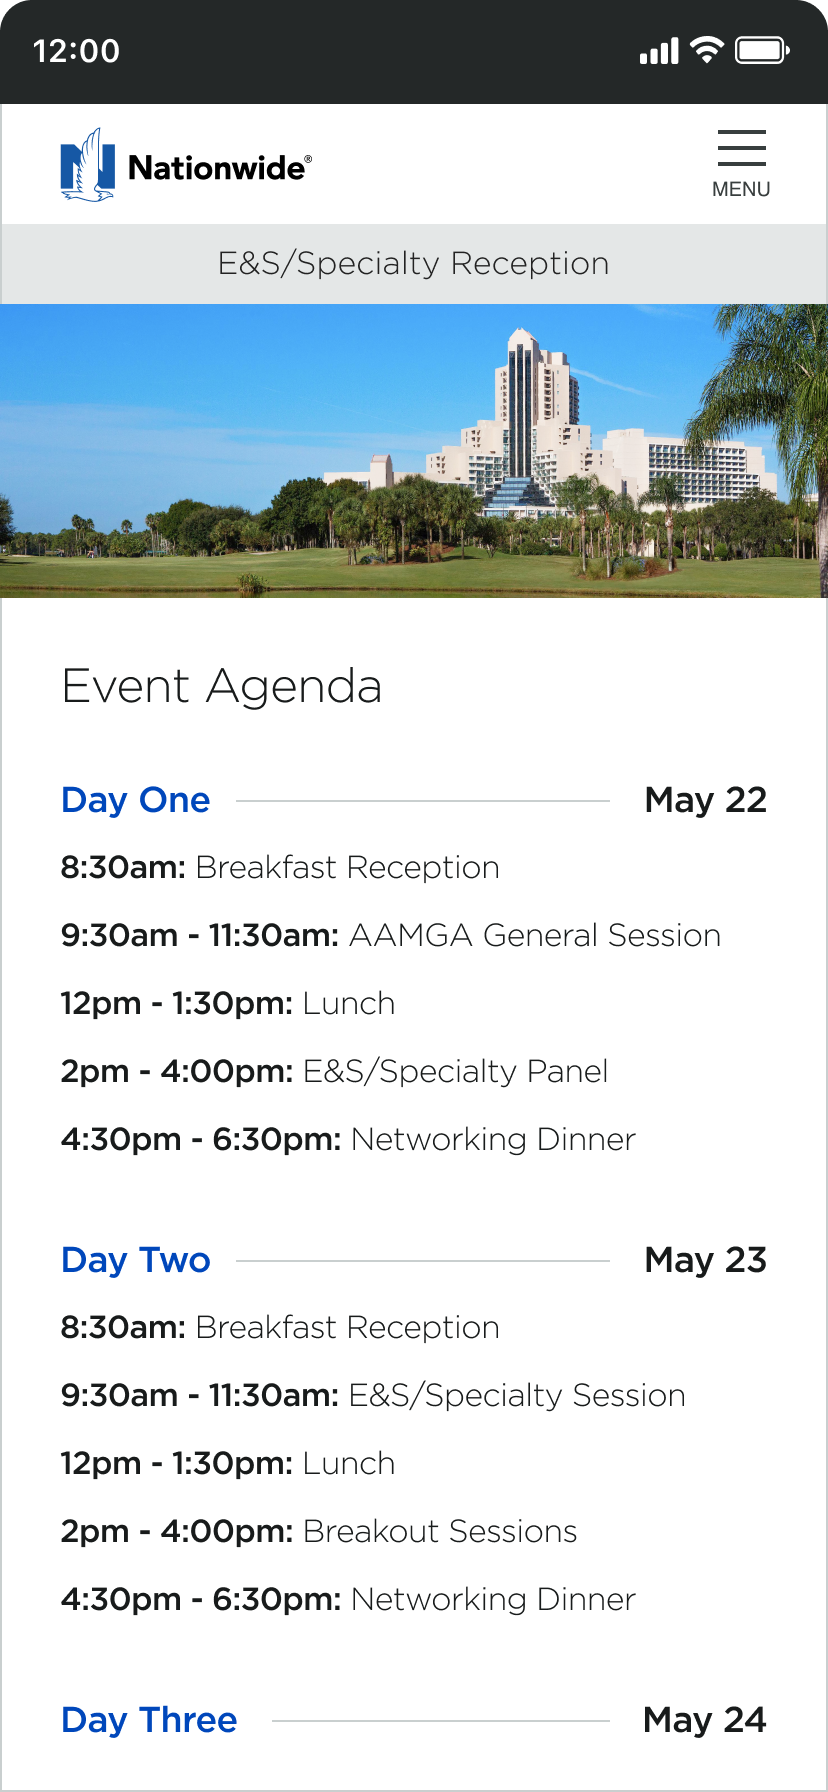 12:00
Nationwide®
MENU
E&S/Specialty Reception
Event Agenda
Day One May 22
8:30am: Breakfast Reception
9:30am - 11:30am: AAMGA General Session
12pm - 1:30pm: Lunch
2pm - 4:00pm: E&S/Specialty Panel
4:30pm - 6:30pm: Networking Dinner
Day Two May 23
8:30am: Breakfast Reception
9:30am - 11:30am: E&S/Specialty Session
12pm - 1:30pm: Lunch
2pm - 4:00pm: Breakout Sessions
4:30pm - 6:30pm: Networking Dinner
Day Three May 24